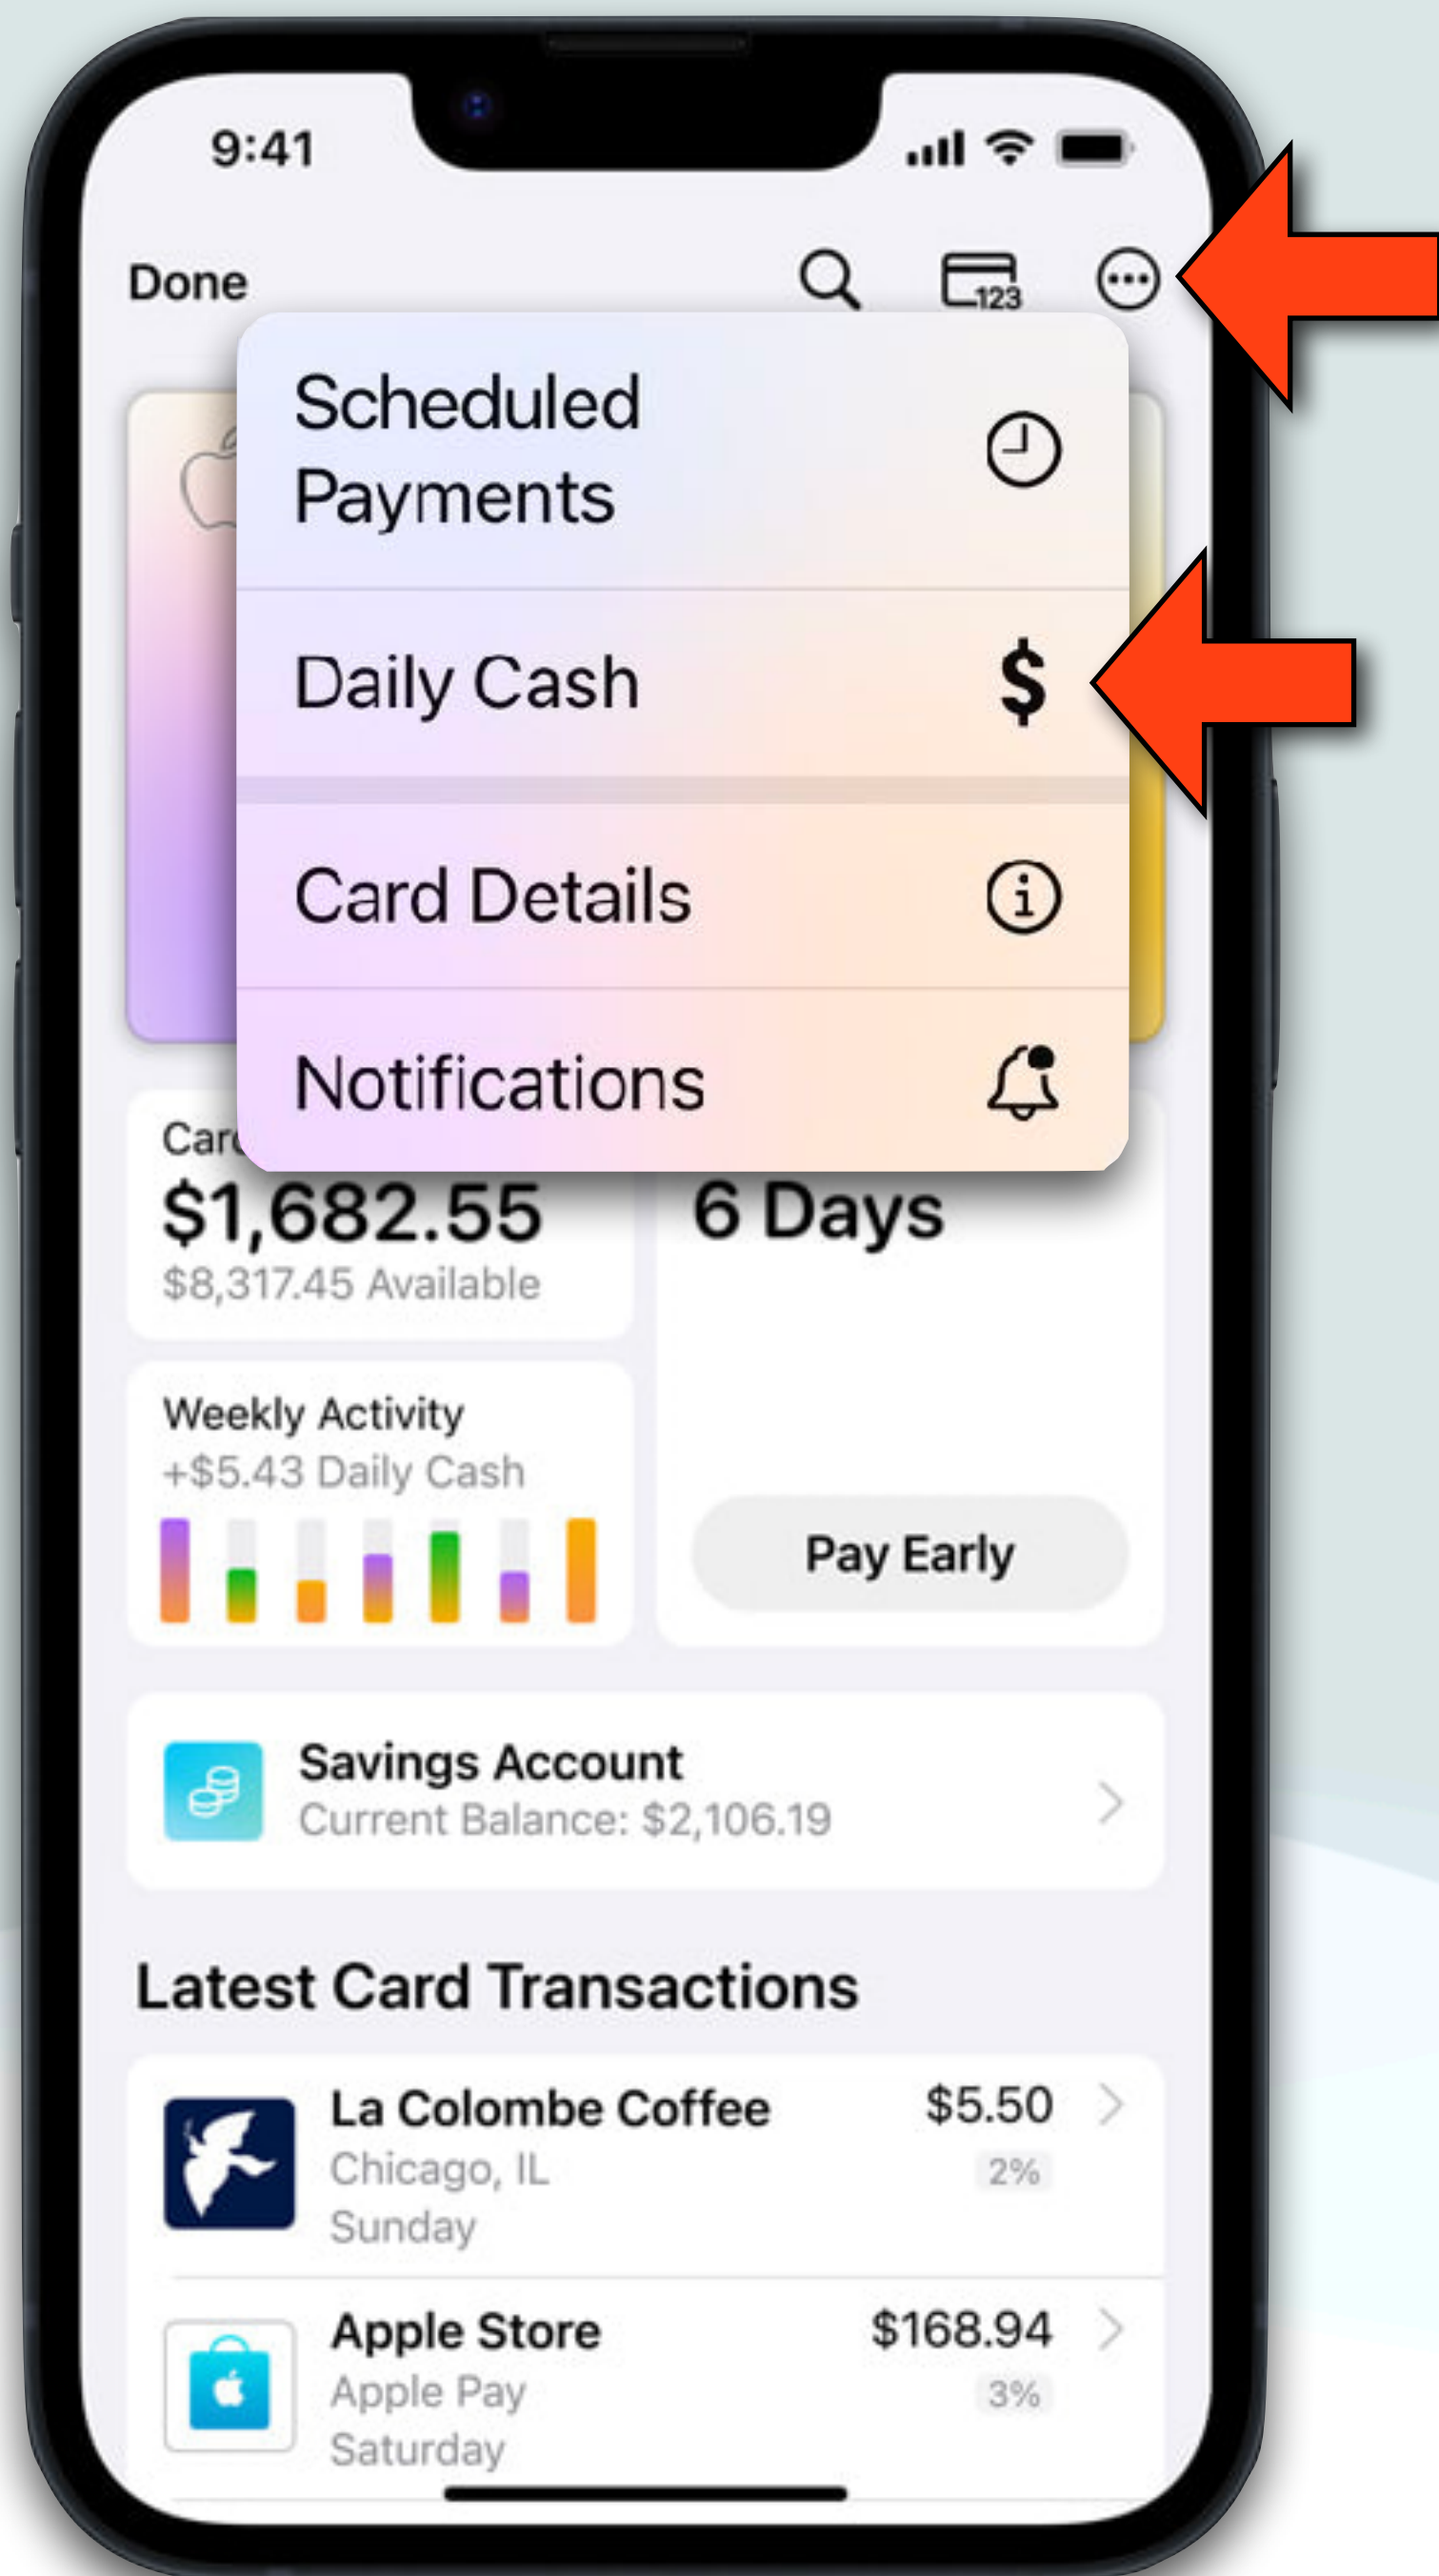 9:41
Done
123
Scheduled
Payments
Daily Cash
$
Card Details
Notifications
$1,682.55
6 Days
$8,317.45 Available
Weekly Activity
+$5.43 Daily Cash
Pay Early
Savings Account
Current Balance: $2,106.19
Latest Card Transactions
La Colombe Coffee
$5.50
Chicago, IL
2%
Sunday
Apple Store
$168.94
Apple Pay
3%
Saturday